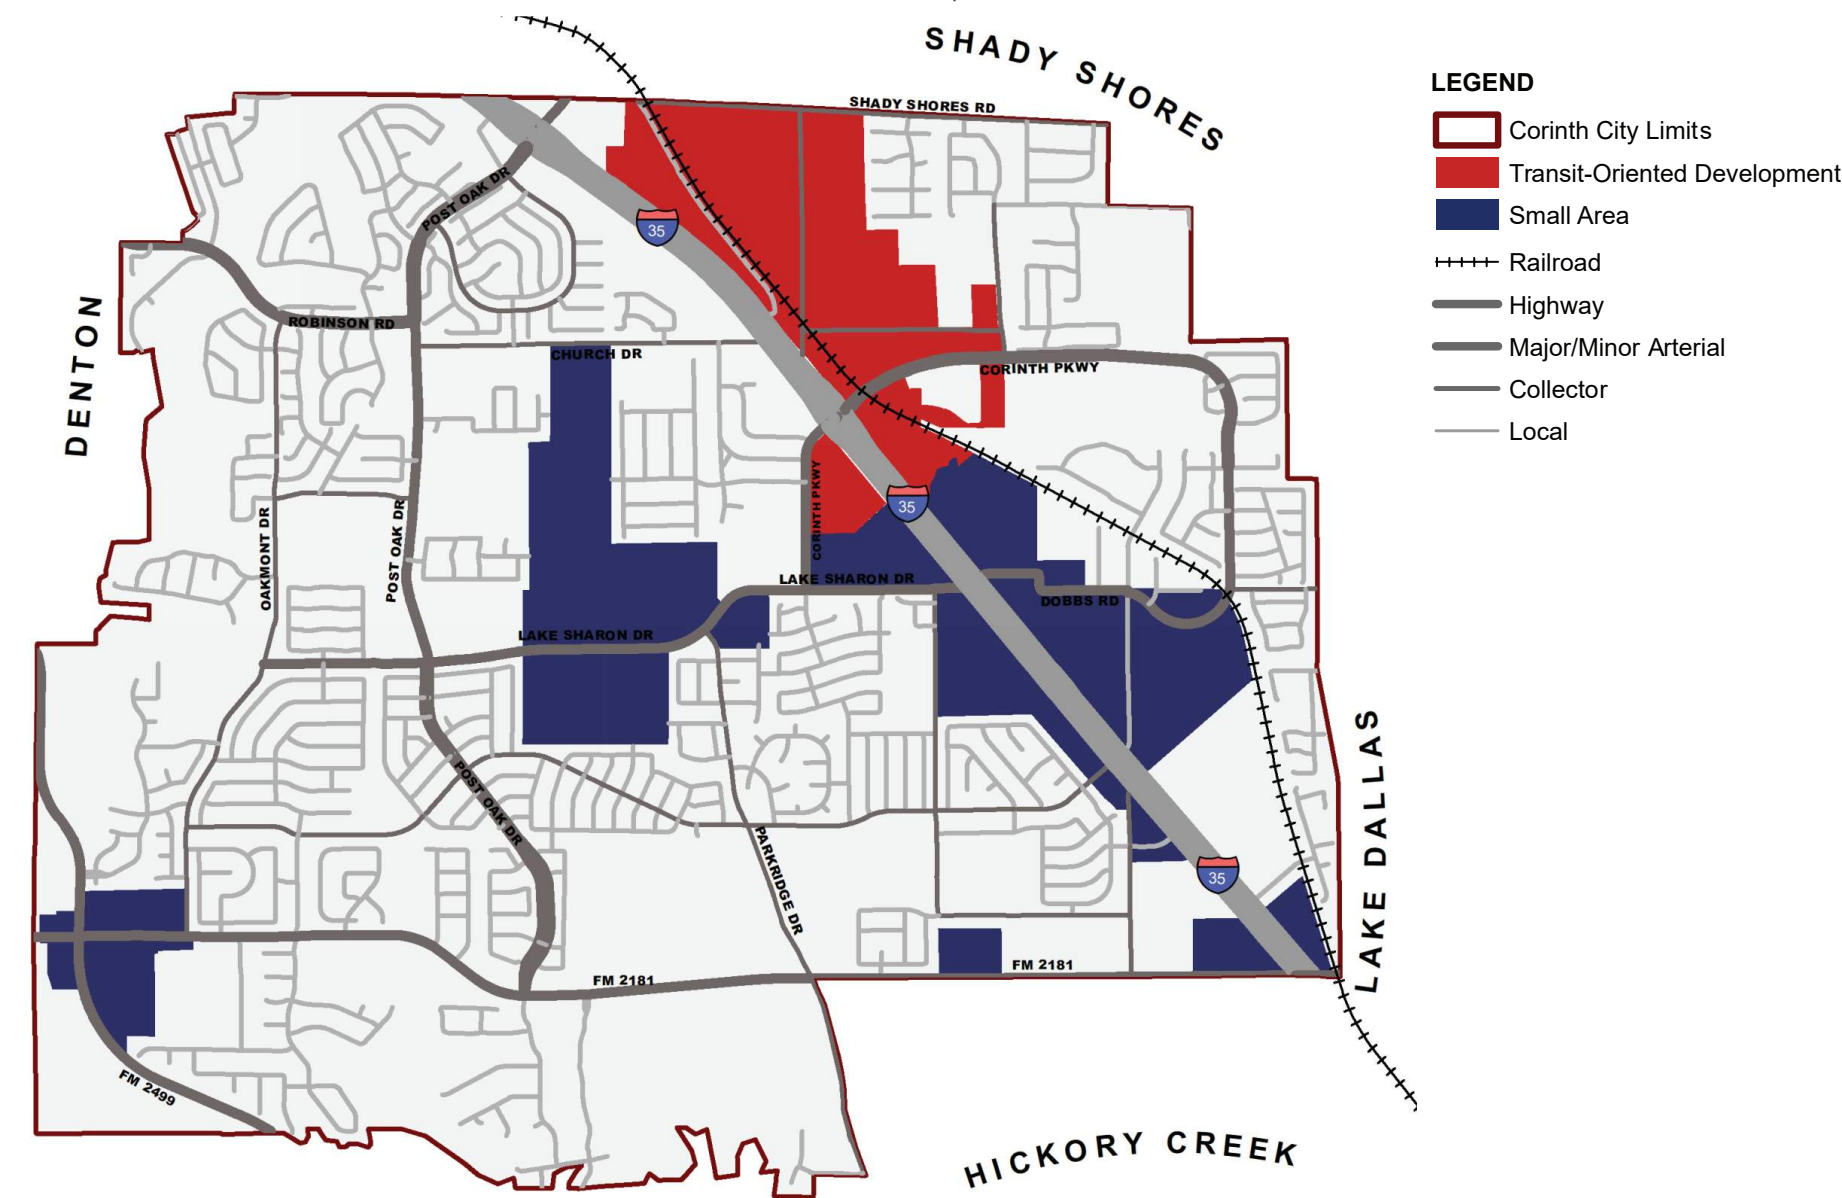 SHADY SHORES
SHADY SHORES RD
LEGEND
Corinth City Limits
Transit-Oriented Development
Small Area
Railroad
Highway
Major/Minor Arterial
Collector
Local
POST OAK DR
35
DENTON
ROBINSON RD
CHURCH DR
CORINTH PKWY
CORINTH PKWY
35
OAKMONT DR
POST OAK DR
LAKE SHARON DR
DOBBS RD
LAKE SHARON DR
POST OAK DR
PARKRIDGE DR
35
LAKE DALLAS
FM 2181
FM 2181
FM 2499
HICKORY CREEK